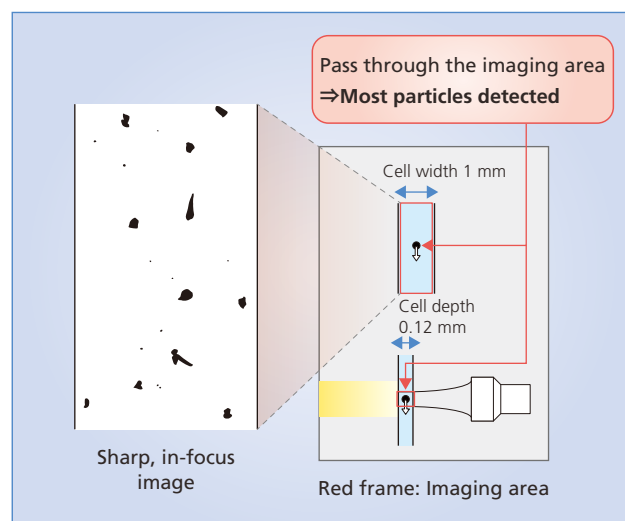 Pass through the imaging area
⇒Most particles detected
Cell width 1 mm
Cell depth
0.12 mm
Sharp, in-focus
image
Red frame: Imaging area